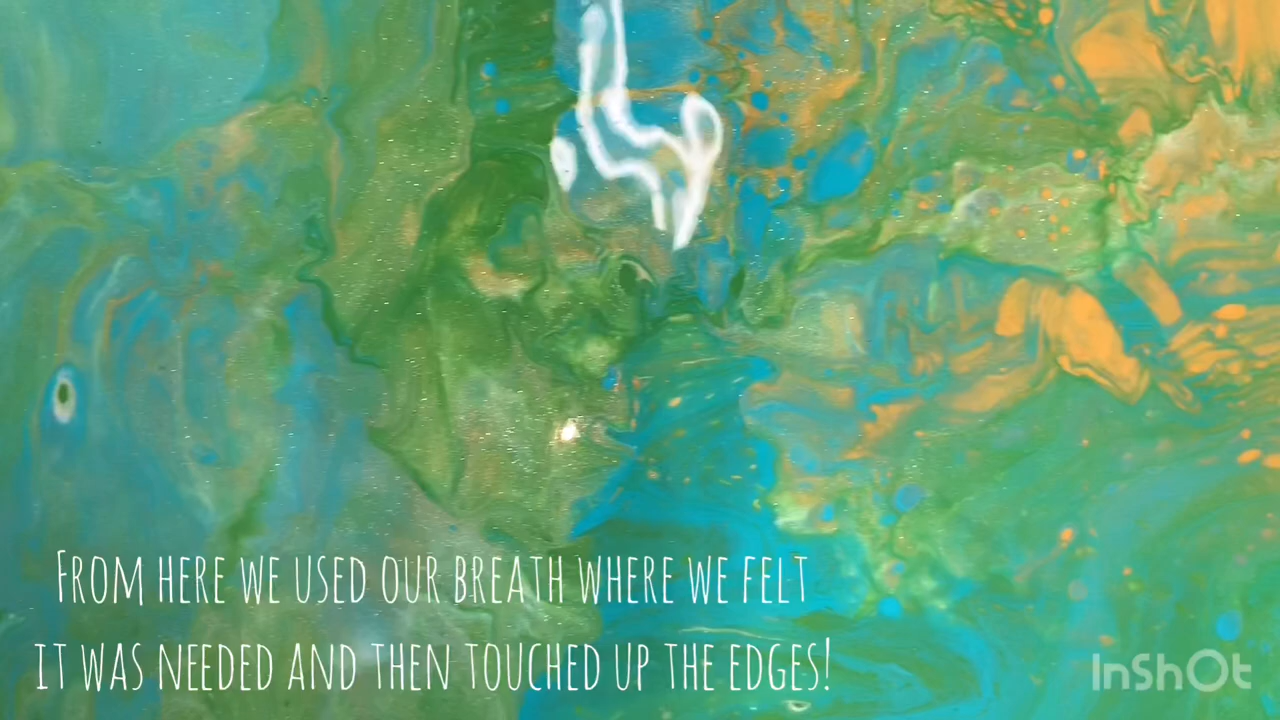 From here we used our breath where we felt
it was needed and then touched up the edges!
InShOt